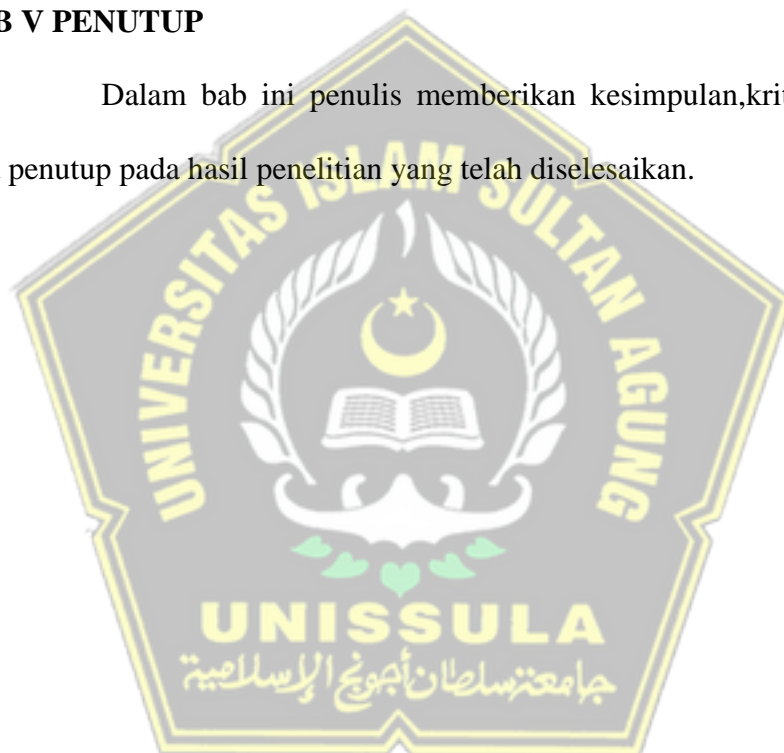 B V PENUTUP
Dalam bab ini penulis memberikan kesimpulan,krit
penutup pada hasil penelitian yang telah diselesaikan.
UNIVERSITAS ISLAM SULTAN AGUNG
UNISSULA
جامعة سلطان أجونج الإسلامية